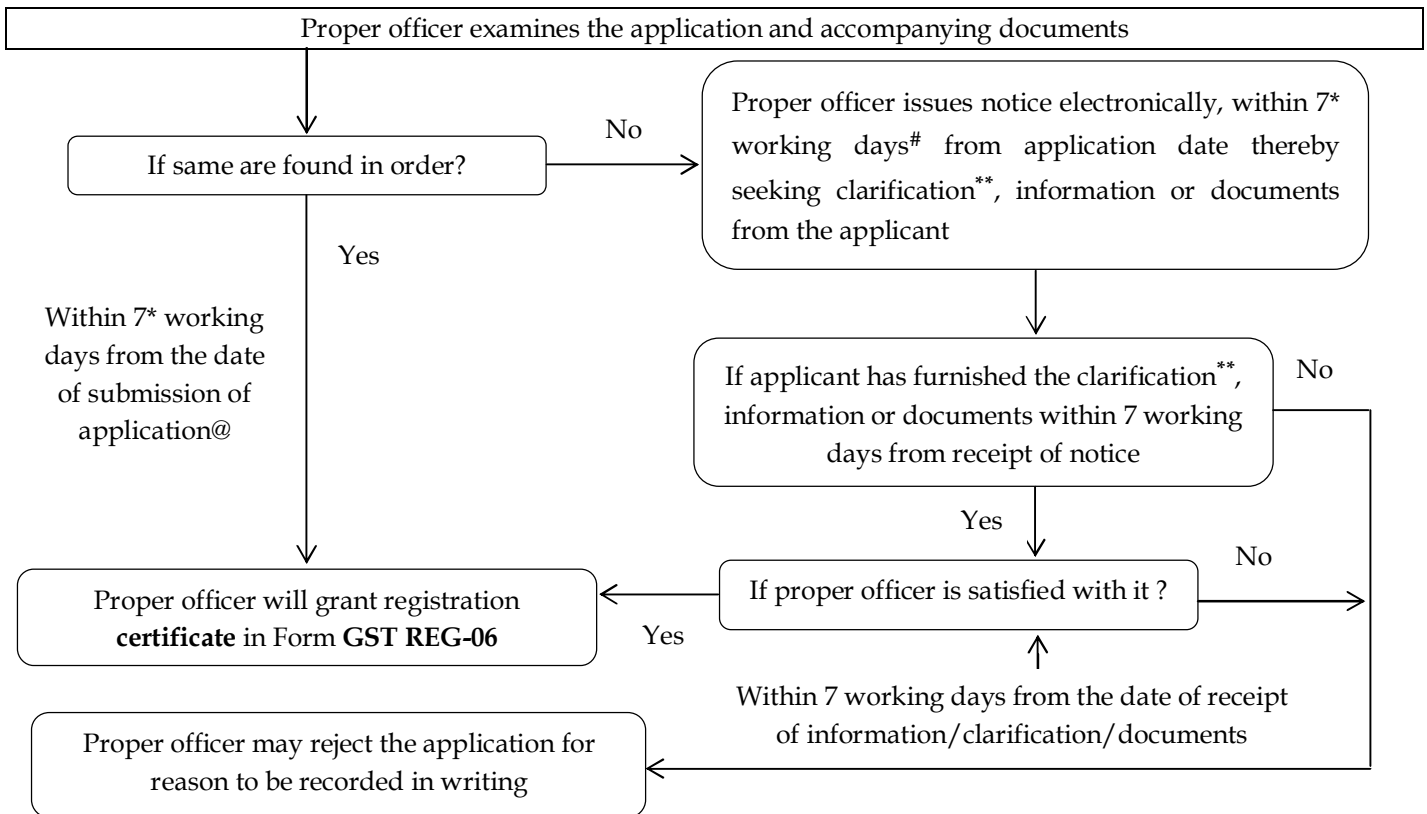 Proper officer examines the application and accompanying documents
If same are found in order?
No
Proper officer issues notice electronically, within 7*
working days# from application date thereby
seeking clarification**, information or documents
from the applicant
Yes
Within 7* working
days from the date
of submission of
application@
If applicant has furnished the clarification**,
information or documents within 7 working
days from receipt of notice
No
Yes
If proper officer is satisfied with it ?
No
Yes
Proper officer will grant registration
certificate in Form GST REG-06
Within 7 working days from the date of receipt
of information/clarification/documents
Proper officer may reject the application for
reason to be recorded in writing